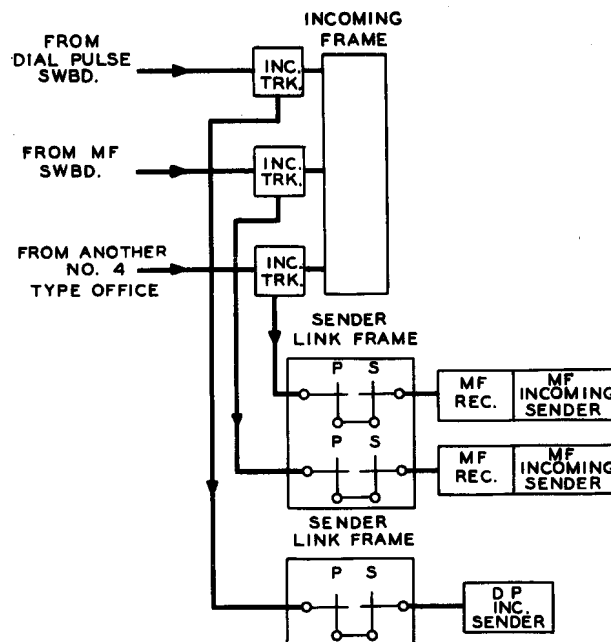 INCOMING
FRAME
FROM
DIAL PULSE
SWBD.
INC.
TRK.
FROM MF
SWBD.
INC.
TRK.
FROM ANOTHER
NO. 4
TYPE OFFICE
INC.
TRK.
SENDER
LINK FRAME
P S
MF
REC.
MF
INCOMING
SENDER
P S
MF
REC.
MF
INCOMING
SENDER
SENDER
LINK FRAME
P S
D P
INC.
SENDER